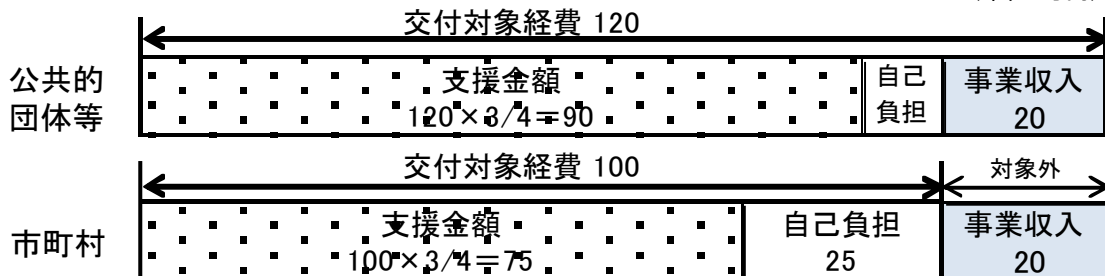 交付対象経費 120
公共的
団体等
支援金額
120×3/4=90
自己
負担
事業収入
20
交付対象経費 100
対象外
市町村
支援金額
100×3/4=75
自己負担
25
事業収入
20